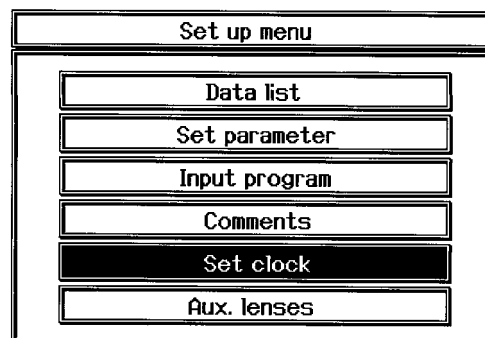 Set up menu
Data list
Set parameter
Input program
Comments
Set clock
Aux. lenses